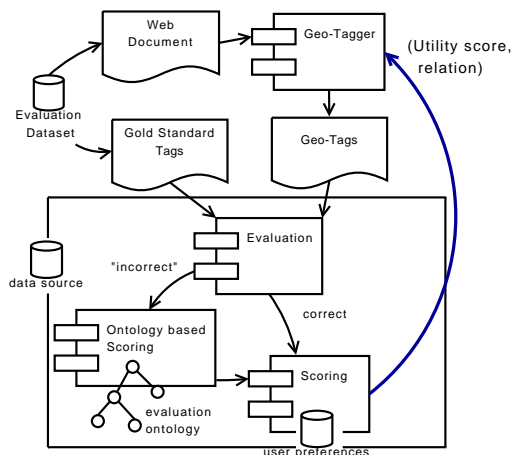 Web
Document
Geo-Tagger
(Utility score,
relation)
Evaluation
Dataset
Gold Standard
Tags
Geo-Tags
Evaluation
"incorrect"
data source
correct
Ontology based
Scoring
Scoring
evaluation
ontology
user preferences